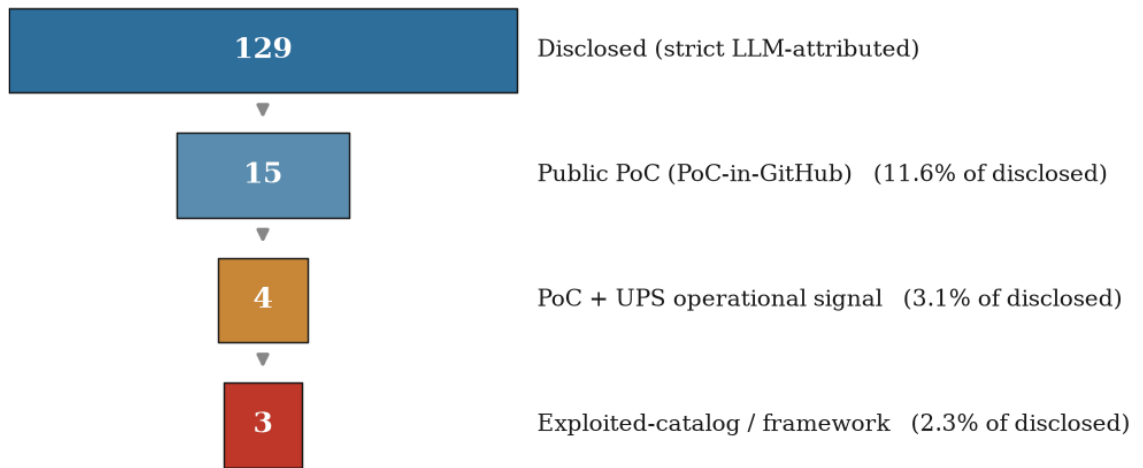 129 Disclosed (strict LLM-attributed)
15 Public PoC (PoC-in-GitHub) (11.6% of disclosed)
4 PoC + UPS operational signal (3.1% of disclosed)
3 Exploited-catalog / framework (2.3% of disclosed)